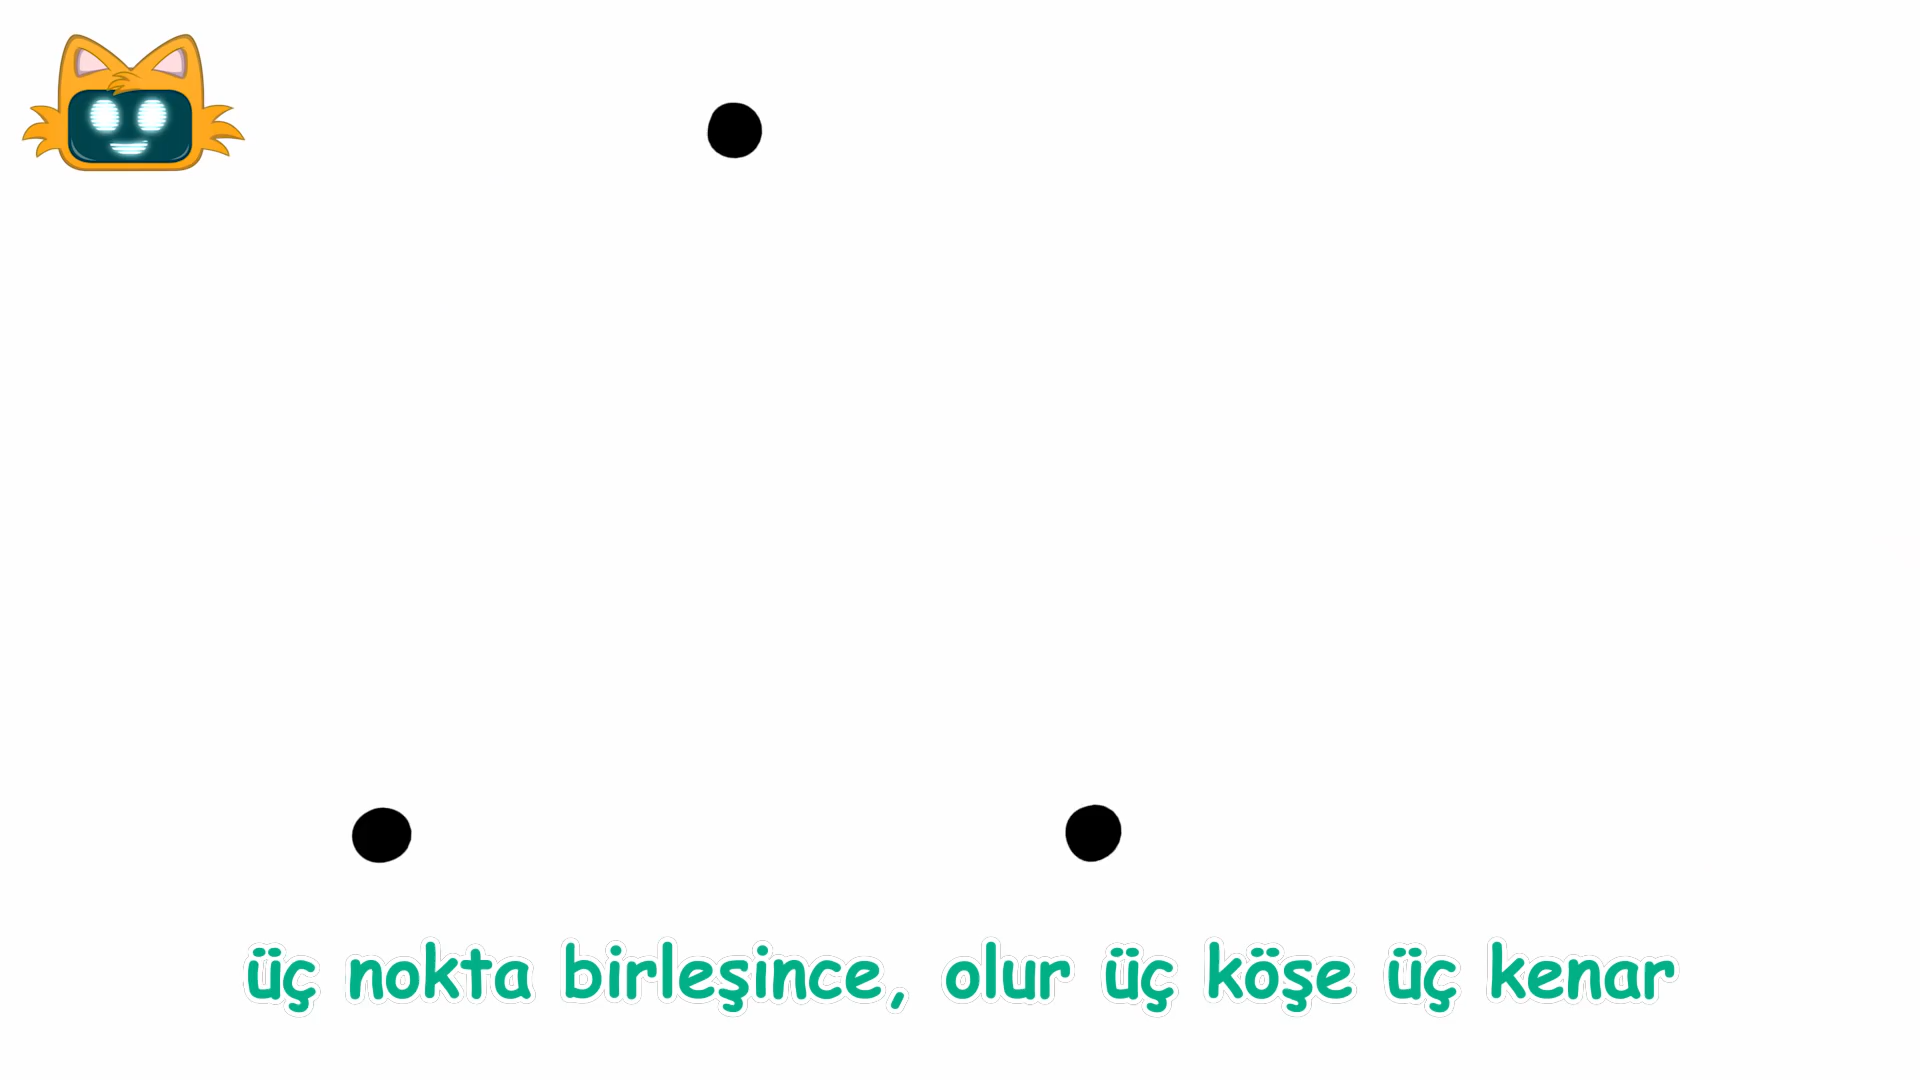 üç nokta birleşince, olur üç köşe üç kenar